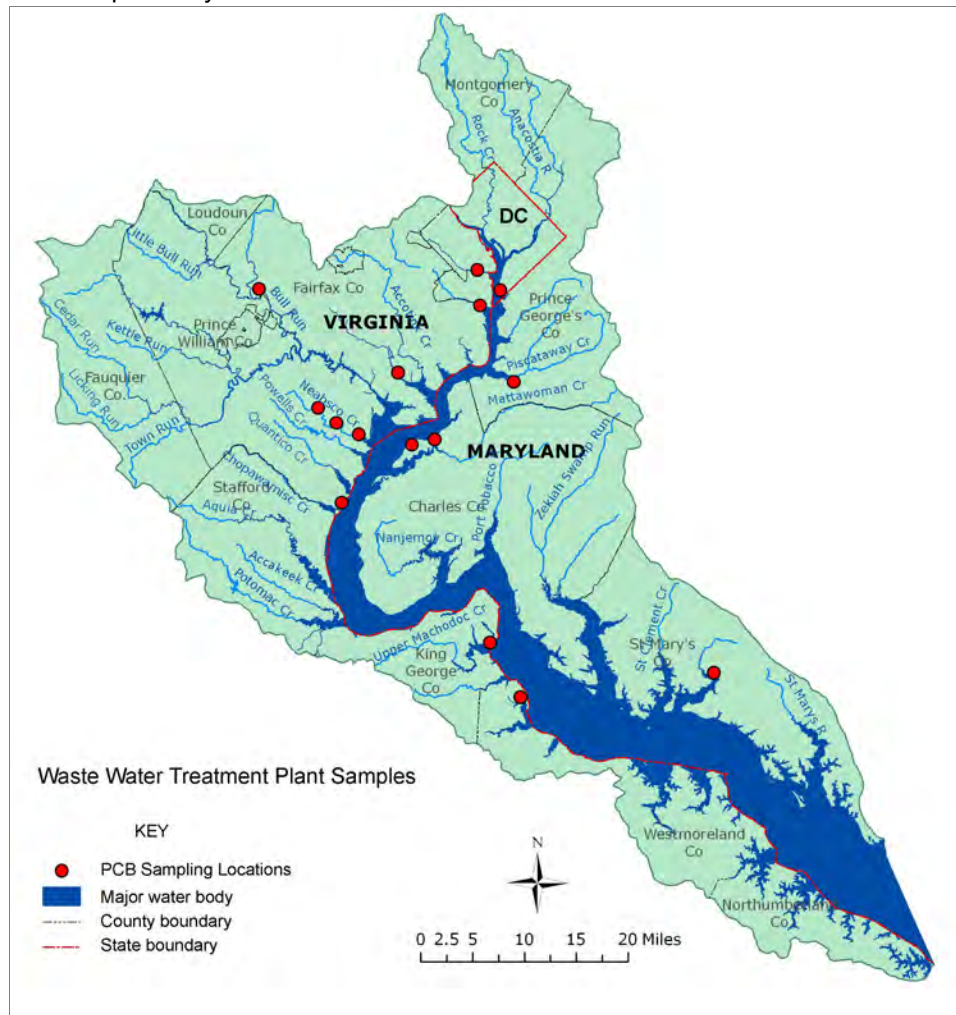 Montgomery
Co
Rock Cr
Anacostia R
DC
Loudoun
Co
Little Bull Run
Fairfax Co
Bull Run
Accotink Cr
VIRGINIA
Prince
George's
Co
Cedar Run
Kettle Run
Prince
William Co
Piscataway Cr
Mattawoman Cr
Fauquier
Co.
Licking Run
Town Run
Neabsco Cr
Powells Cr
Quantico Cr
MARYLAND
Chopawamsic Cr
Stafford
Co
Aquia Cr
Charles Co
Port Tobacco
Zekiah Swamp Run
Nanjemoy Cr
Accakeek Cr
Potomac Cr
Upper Machodoc Cr
King
George
Co
St Clement Cr
St Mary's
Co
St Marys R
Waste Water Treatment Plant Samples
KEY
PCB Sampling Locations
Major water body
County boundary
State boundary
N
0 2.5 5 10 15 20 Miles
Westmoreland
Co
Northumberland
Co